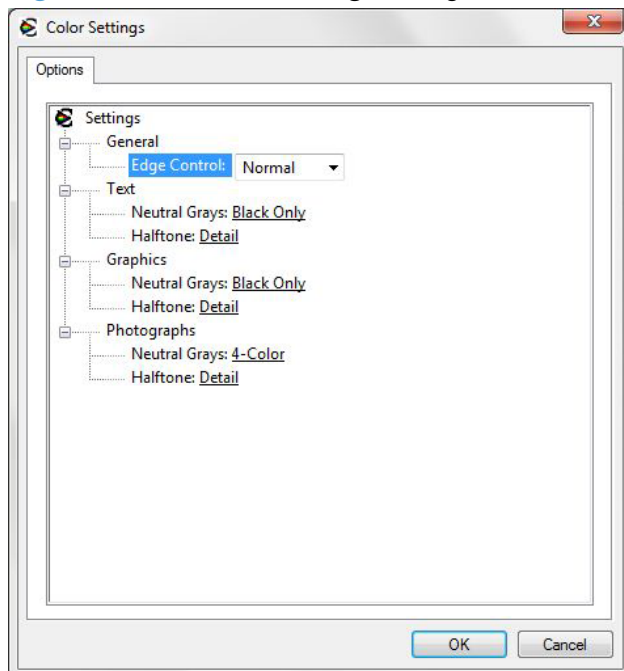 Color Settings
Options
Settings
General
Edge Control: Normal
Text
Neutral Grays: Black Only
Halftone: Detail
Graphics
Neutral Grays: Black Only
Halftone: Detail
Photographs
Neutral Grays: 4-Color
Halftone: Detail
OK Cancel